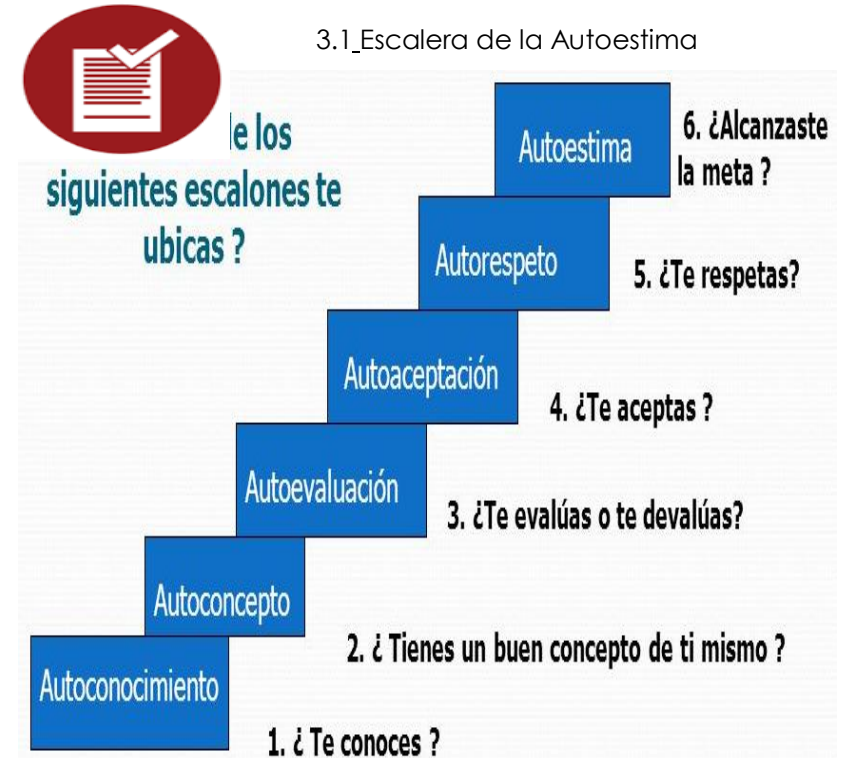 3.1 Escalera de la Autoestima
e los
siguientes escalones te
ubicas ?
Autoestima
6. ¿Alcanzaste
la meta ?
Autorespeto
5. ¿Te respetas?
Autoaceptación
4. ¿Te aceptas ?
Autoevaluación
3. ¿Te evalúas o te devalúas?
Autoconcepto
2. ¿ Tienes un buen concepto de ti mismo ?
Autoconocimiento
1. ¿ Te conoces ?